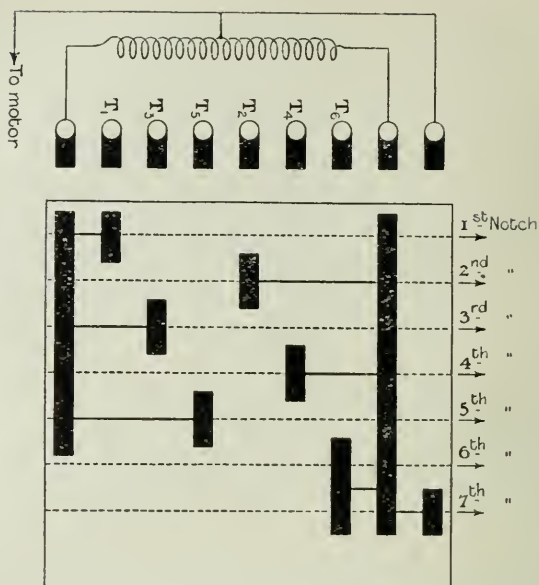 To motor
T₁ T₃ T₅ T₂ T₄ T₆
1st Notch
2nd "
3rd "
4th "
5th "
6th "
7th "